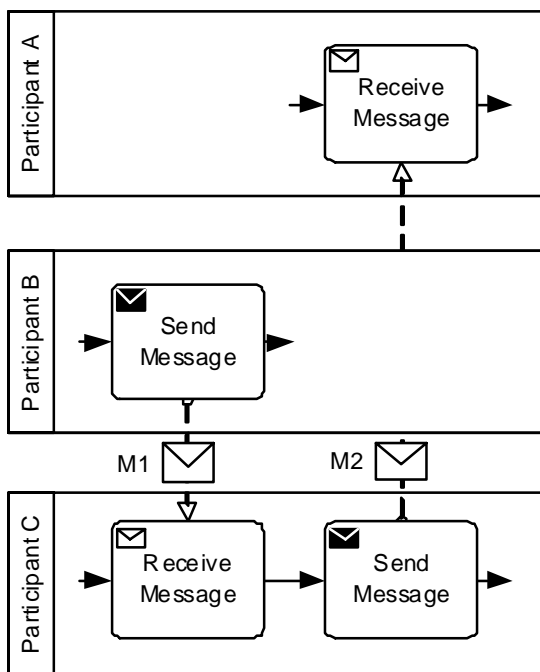 Participant A
Receive
Message
Participant B
Send
Message
M1
M2
Participant C
Receive
Message
Send
Message